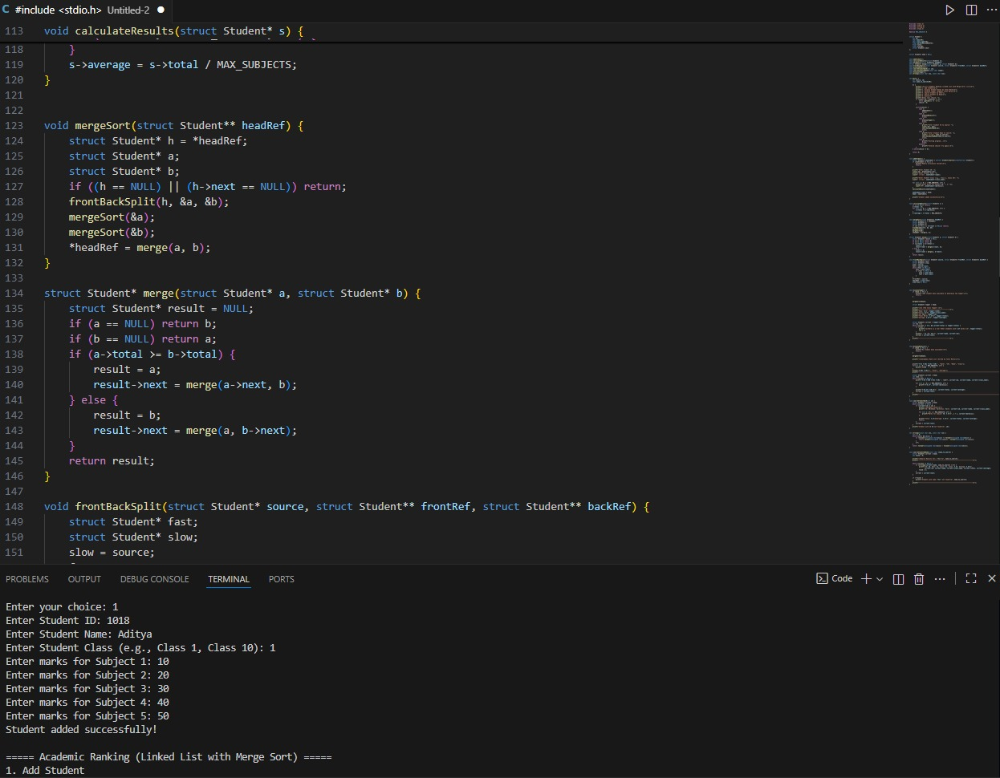 C #include <stdio.h> Untitled-2 ●
113 void calculateResults(struct Student* s) {
118 }
119 s->average = s->total / MAX_SUBJECTS;
120 }
121
122
123 void mergeSort(struct Student** headRef) {
124 struct Student* h = *headRef;
125 struct Student* a;
126 struct Student* b;
127 if ((h == NULL) || (h->next == NULL)) return;
128 frontBackSplit(h, &a, &b);
129 mergeSort(&a);
130 mergeSort(&b);
131 *headRef = merge(a, b);
132 }
133
134 struct Student* merge(struct Student* a, struct Student* b) {
135 struct Student* result = NULL;
136 if (a == NULL) return b;
137 if (b == NULL) return a;
138 if (a->total >= b->total) {
139 result = a;
140 result->next = merge(a->next, b);
141 } else {
142 result = b;
143 result->next = merge(a, b->next);
144 }
145 return result;
146 }
147
148 void frontBackSplit(struct Student* source, struct Student** frontRef, struct Student** backRef) {
149 struct Student* fast;
150 struct Student* slow;
151 slow = source;
PROBLEMS OUTPUT DEBUG CONSOLE TERMINAL PORTS Code
Enter your choice: 1
Enter Student ID: 1018
Enter Student Name: Aditya
Enter Student Class (e.g., Class 1, Class 10): 1
Enter marks for Subject 1: 10
Enter marks for Subject 2: 20
Enter marks for Subject 3: 30
Enter marks for Subject 4: 40
Enter marks for Subject 5: 50
Student added successfully!
===== Academic Ranking (Linked List with Merge Sort) =====
1. Add Student